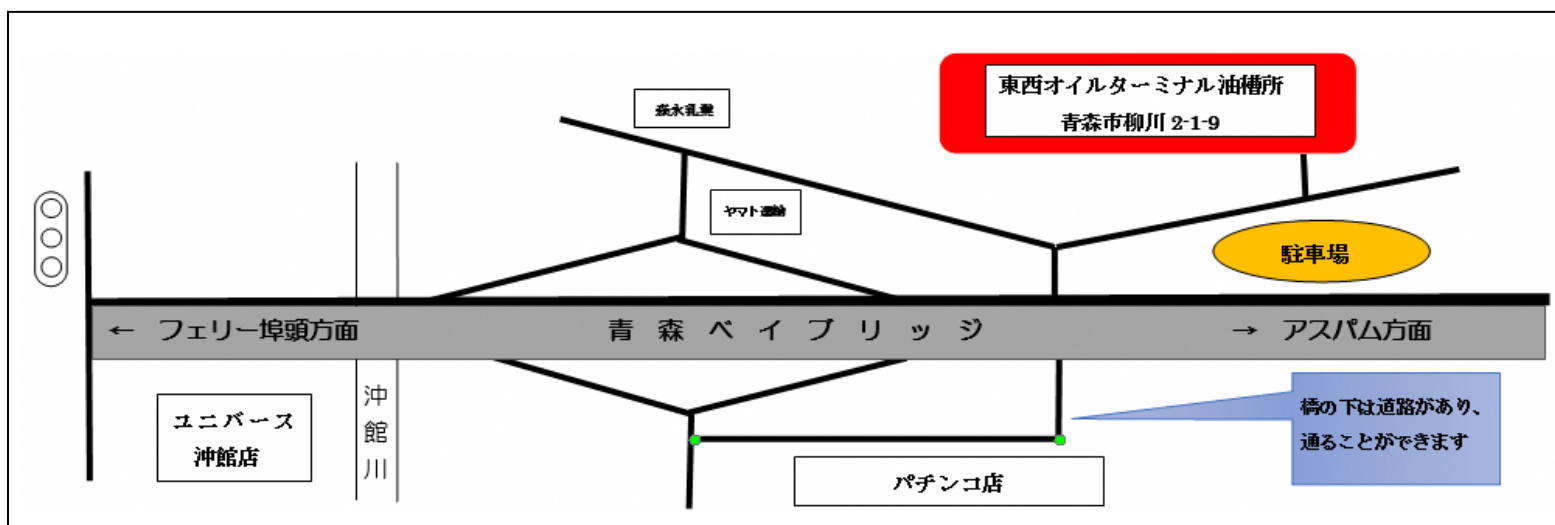 東西オイルターミナル油槽所
青森市柳川 2-1-9
森永乳業
ヤマト運輸
駐車場
← フェリー埠頭方面
青森ベイブリッジ
→ アスパム方面
ユニバース
沖館店
沖館川
パチンコ店
橋の下は道路があり、
通ることができます